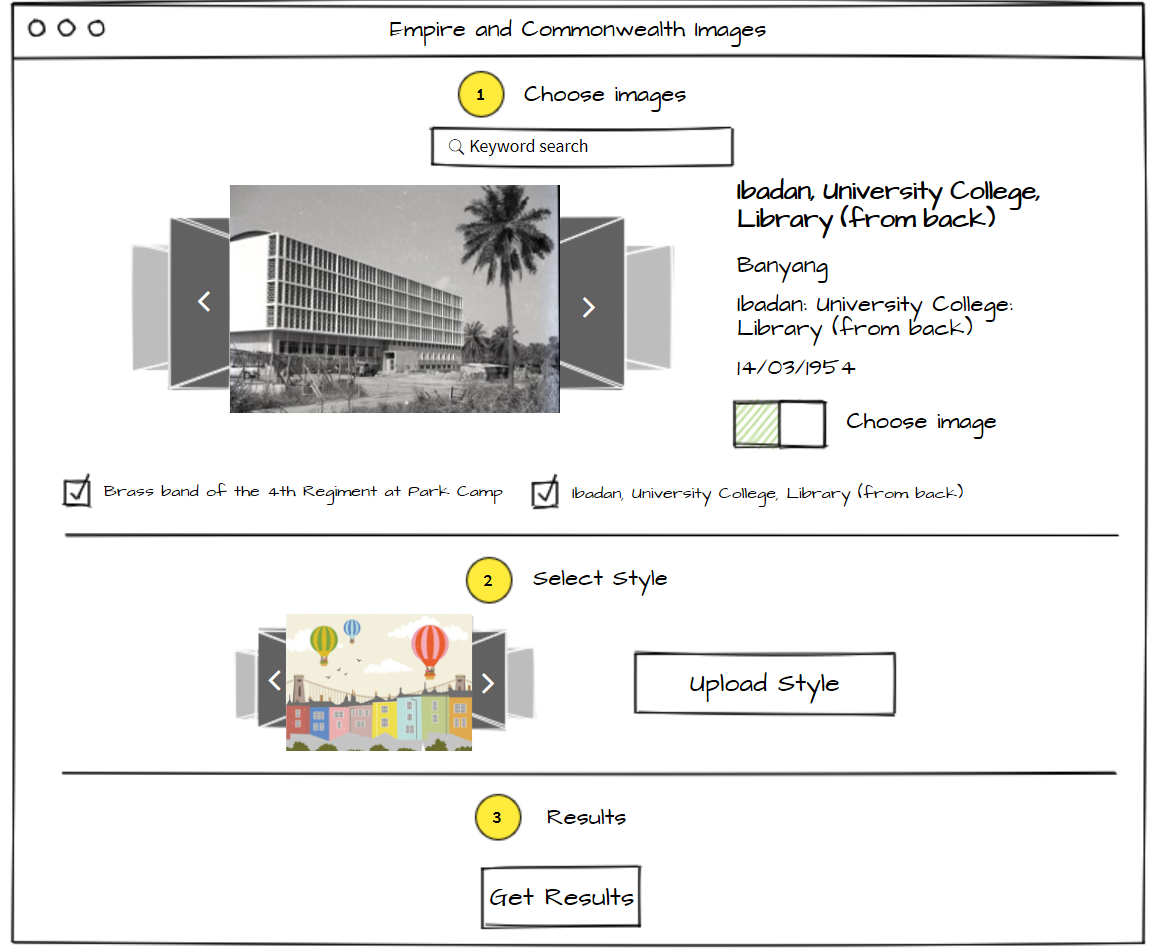 Empire and Commonwealth Images
1 Choose images
Keyword search
Ibadan, University College,
Library (from back)
Banyang
Ibadan: University College:
Library (from back)
14/03/1954
Choose image
Brass band of the 4th Regiment at Park Camp
Ibadan, University College, Library (from back)
2 Select Style
Upload Style
3 Results
Get Results